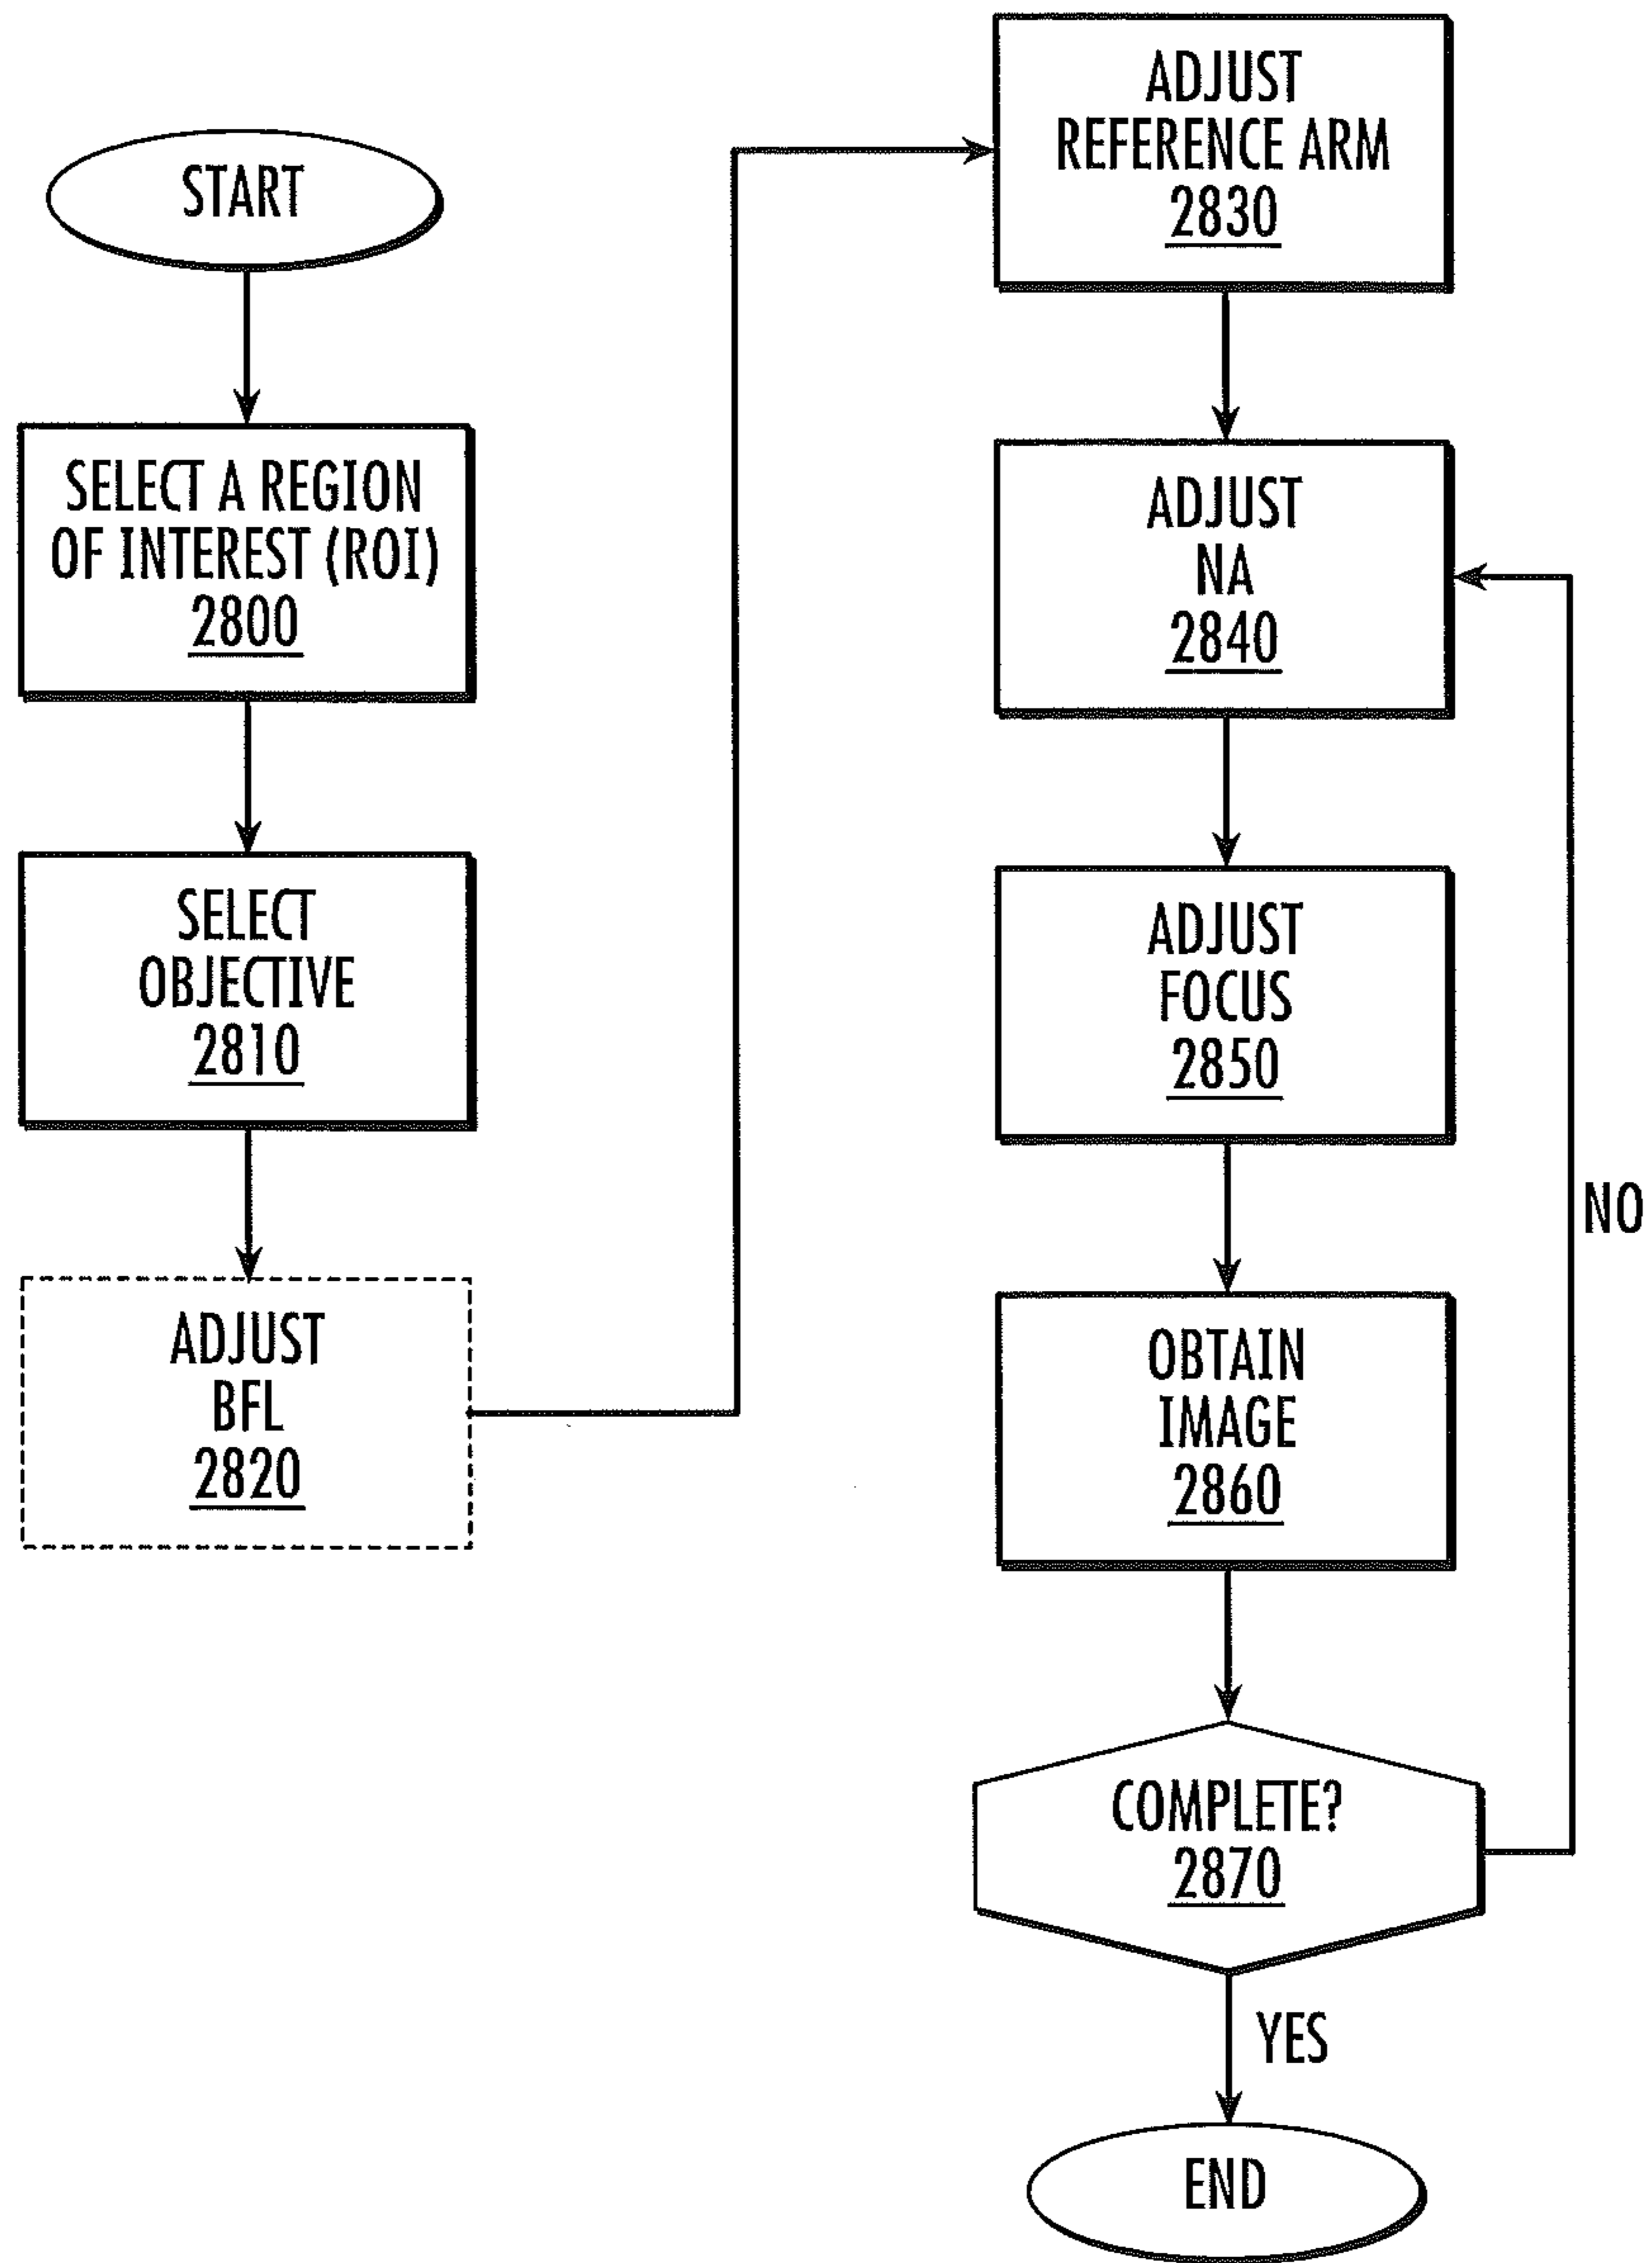 START
SELECT A REGION
OF INTEREST (ROI)
2800
SELECT
OBJECTIVE
2810
ADJUST
BFL
2820
ADJUST
REFERENCE ARM
2830
ADJUST
NA
2840
ADJUST
FOCUS
2850
OBTAIN
IMAGE
2860
COMPLETE?
2870
NO
YES
END